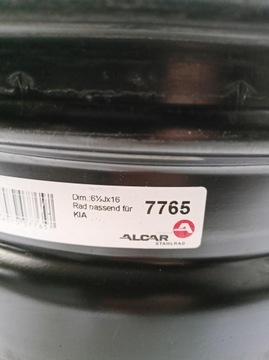 Dim.:6½Jx16
Rad passend für
KIA
7765
ALCAR
STAHLRAD